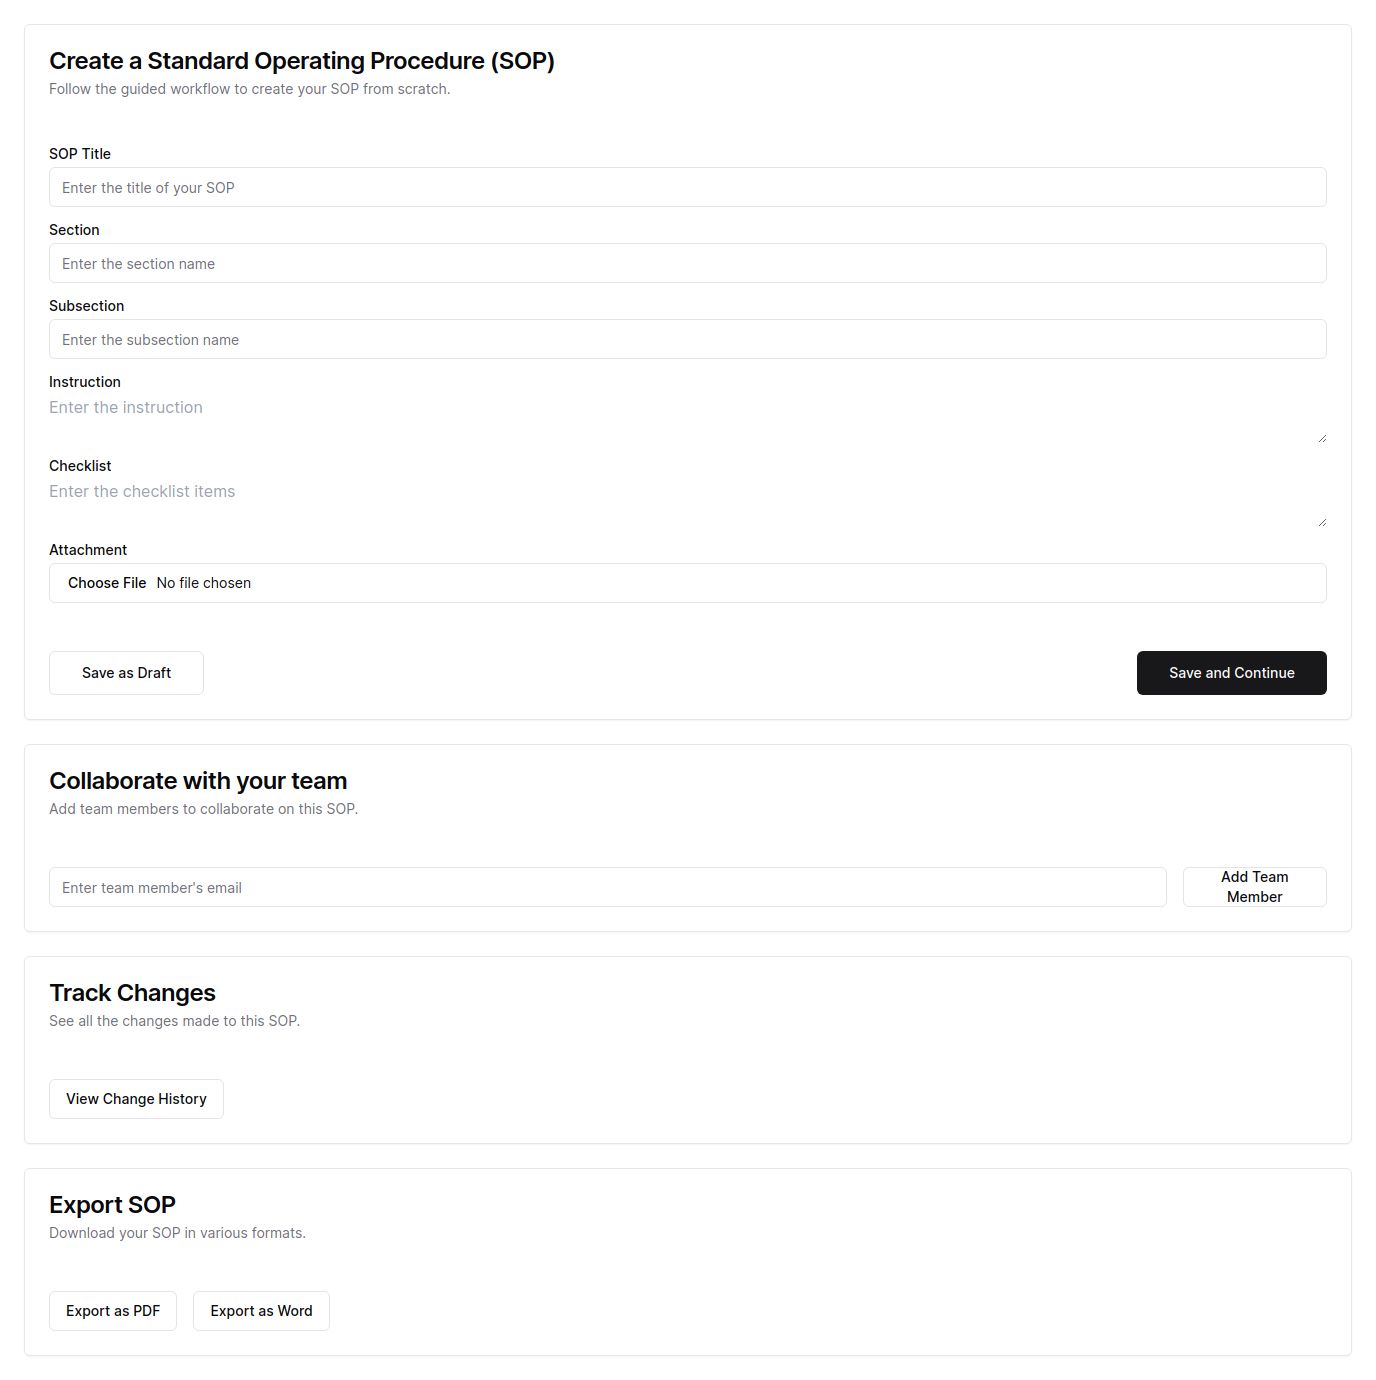 Create a Standard Operating Procedure (SOP)
Follow the guided workflow to create your SOP from scratch.
SOP Title
Enter the title of your SOP
Section
Enter the section name
Subsection
Enter the subsection name
Instruction
Enter the instruction
Checklist
Enter the checklist items
Attachment
Choose File No file chosen
Save as Draft
Save and Continue
Collaborate with your team
Add team members to collaborate on this SOP.
Enter team member's email
Add Team
Member
Track Changes
See all the changes made to this SOP.
View Change History
Export SOP
Download your SOP in various formats.
Export as PDF
Export as Word